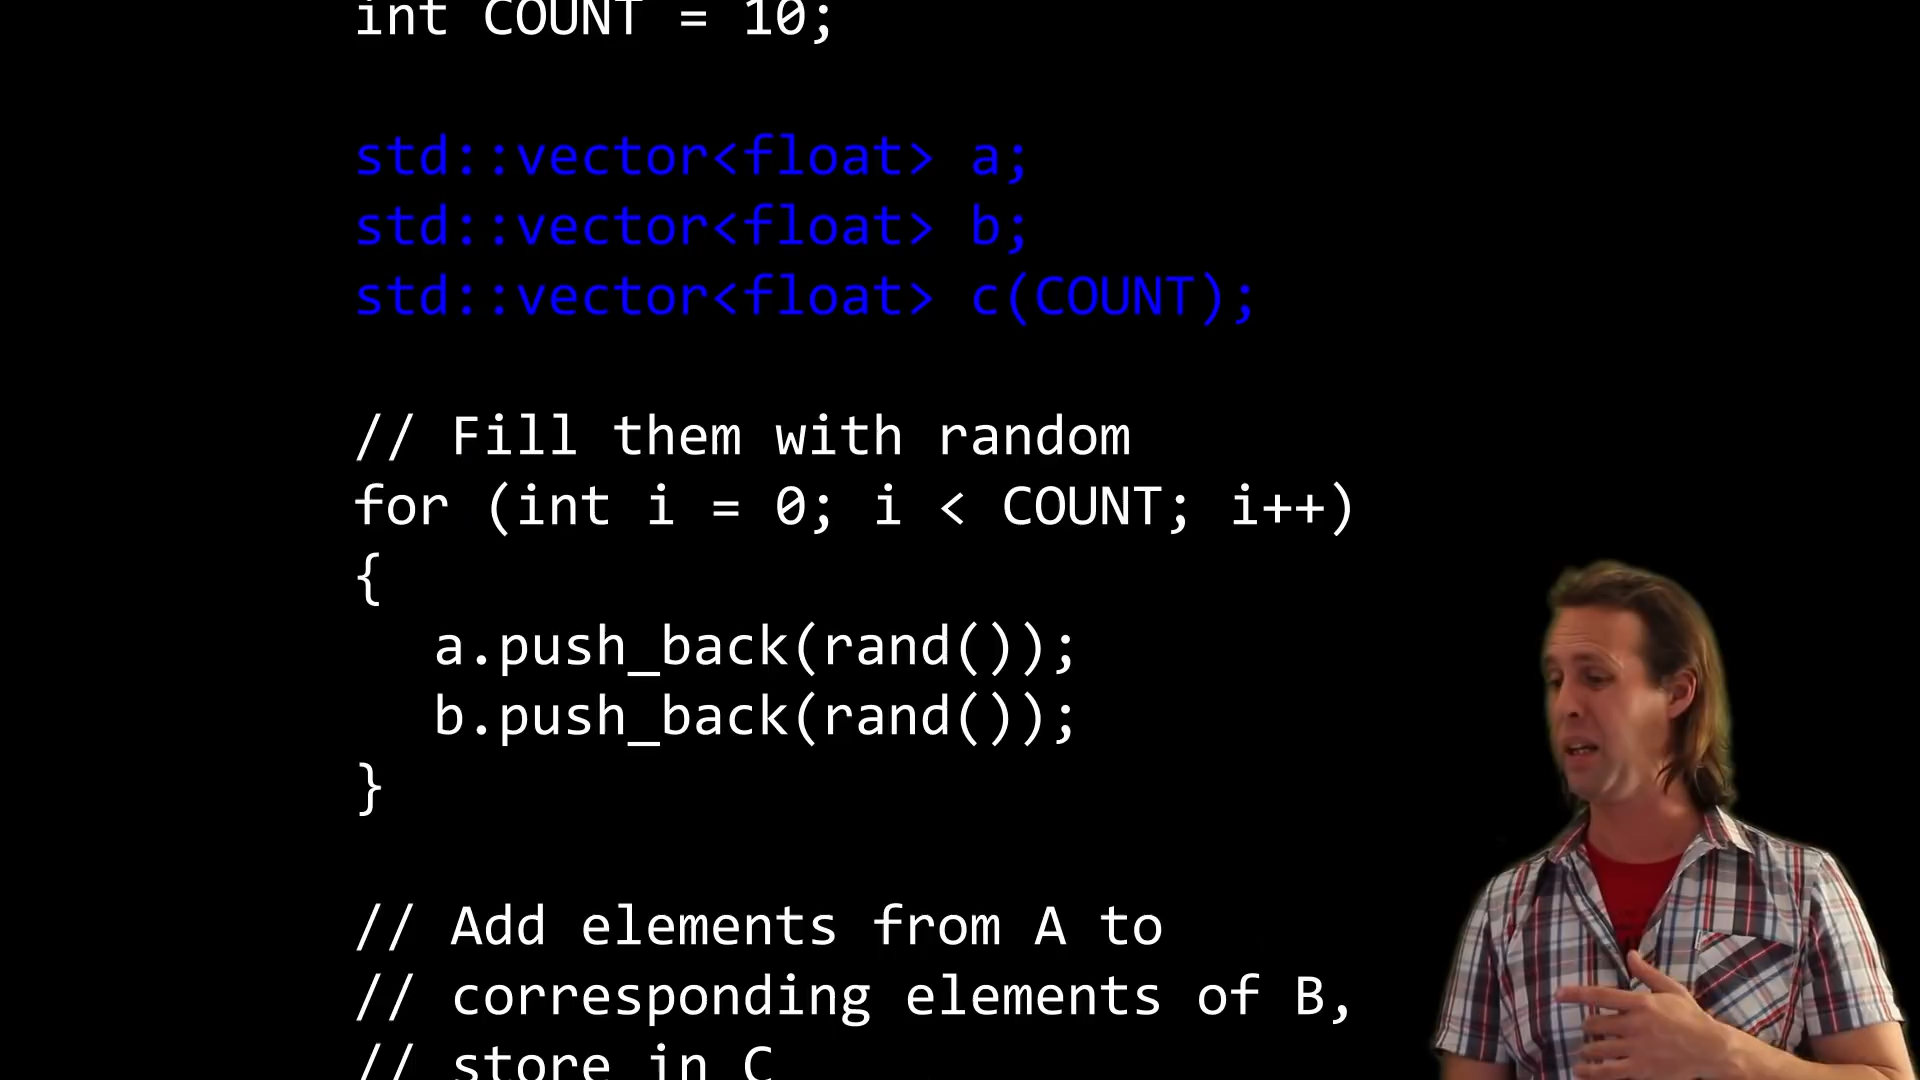 int COUNT = 10;
std::vector<float> a;
std::vector<float> b;
std::vector<float> c(COUNT);
// Fill them with random
for (int i = 0; i < COUNT; i++)
{
a.push_back(rand());
b.push_back(rand());
}
// Add elements from A to
// corresponding elements of B,
// store in C